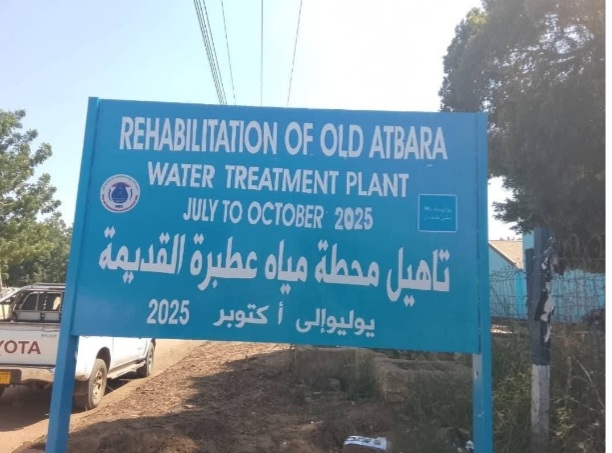 REHABILITATION OF OLD ATBARA
WATER TREATMENT PLANT
JULY TO OCTOBER 2025
تاهيل محطة مياه عطبرة القديمة
يوليوالى أكتوبر 2025
YOTA